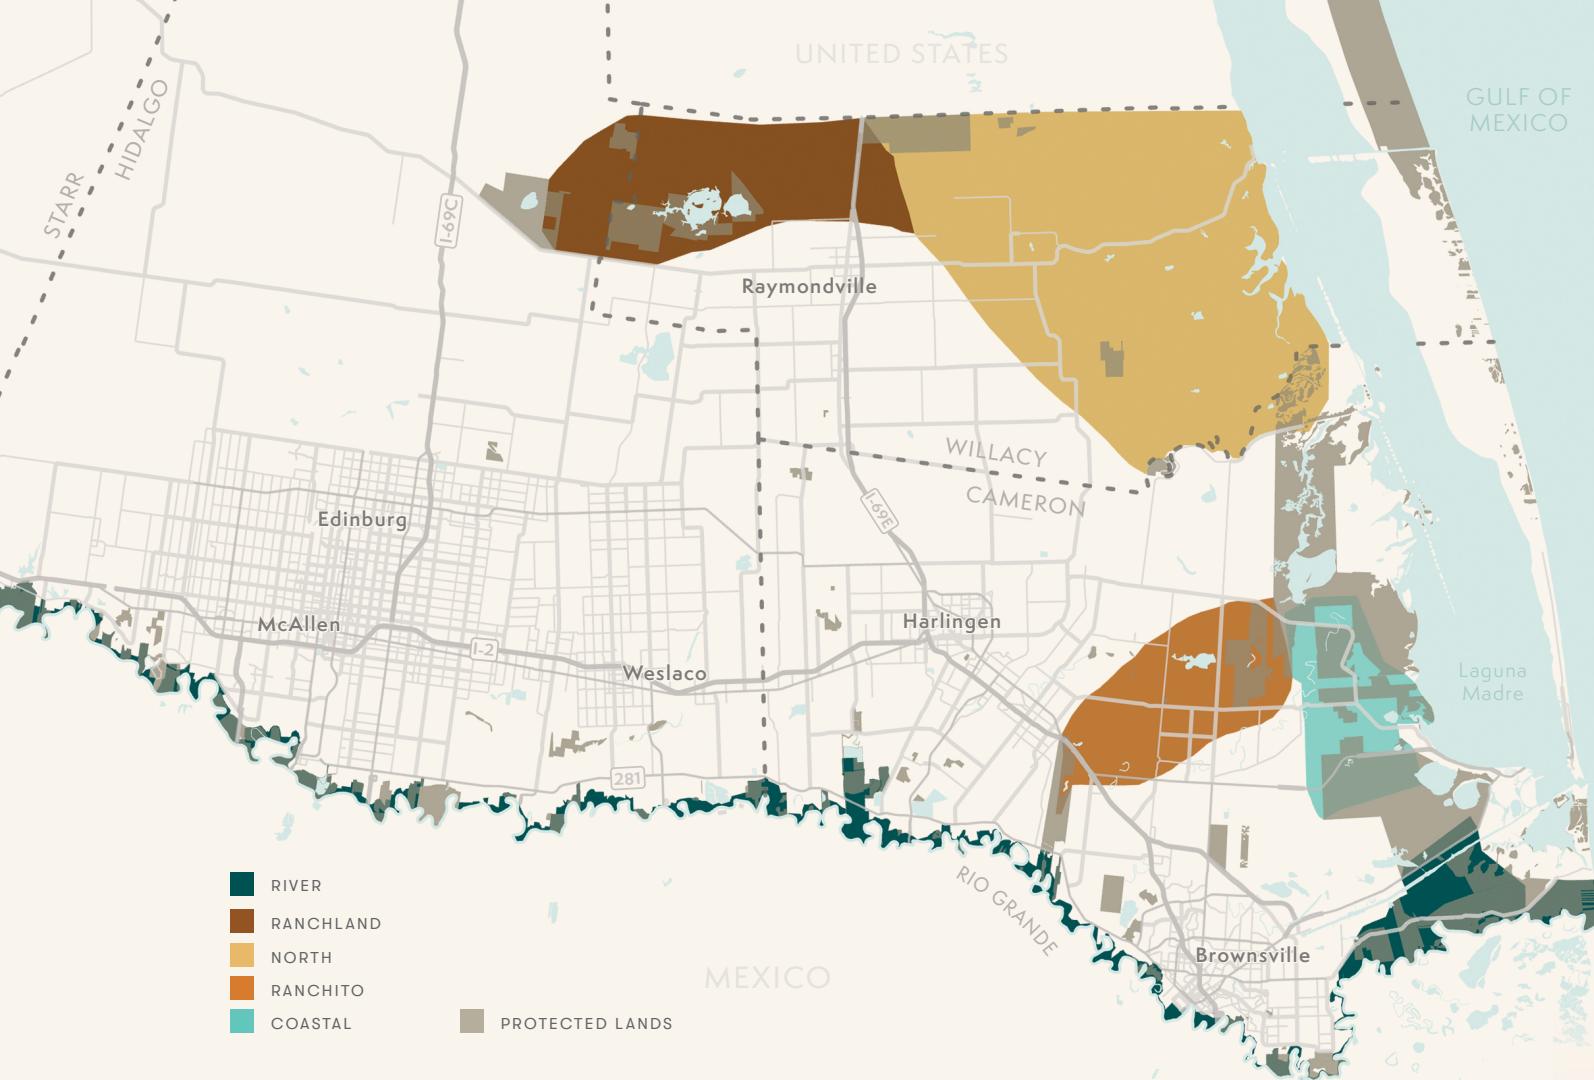 UNITED STATES
GULF OF
MEXICO
HIDALGO
STARR
I-69C
Raymondville
WILLACY
CAMERON
I-69E
Edinburg
McAllen
I-2
Weslaco
Harlingen
Laguna
Madre
281
RIO GRANDE
Brownsville
MEXICO
RIVER
RANCHLAND
NORTH
RANCHITO
COASTAL
PROTECTED LANDS